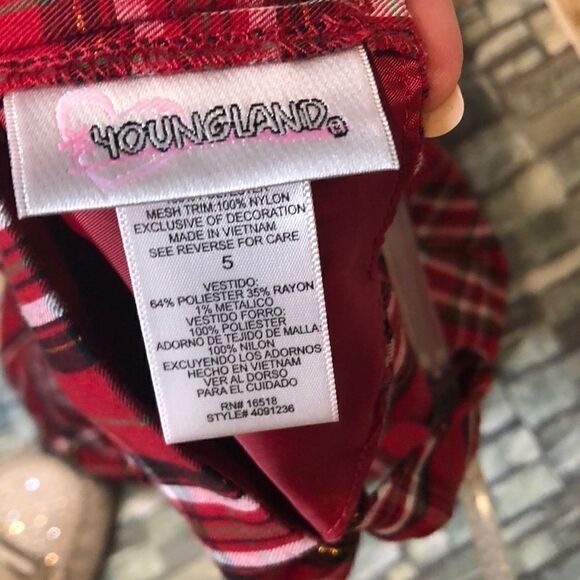 YOUNGLAND®
MESH TRIM:100% NYLON
EXCLUSIVE OF DECORATION
MADE IN VIETNAM
SEE REVERSE FOR CARE
5
VESTIDO:
64% POLIESTER 35% RAYON
1% METALICO
VESTIDO FORRO:
100% POLIESTER
ADORNO DE TEJIDO DE MALLA:
100% NILON
EXCUYENDO LOS ADORNOS
HECHO EN VIETNAM
VER AL DORSO
PARA EL CUIDADO
RN# 16518
STYLE# 4091236